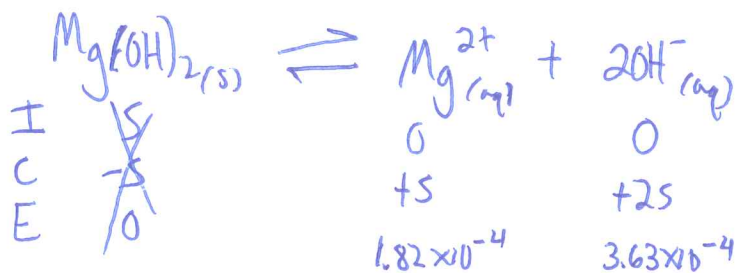 Mg(OH)₂(s) ⇌ Mg²⁺(aq) + 2OH⁻(aq)
I S 0 0
C -S +S +2S
E 0 1.82×10⁻⁴ 3.63×10⁻⁴